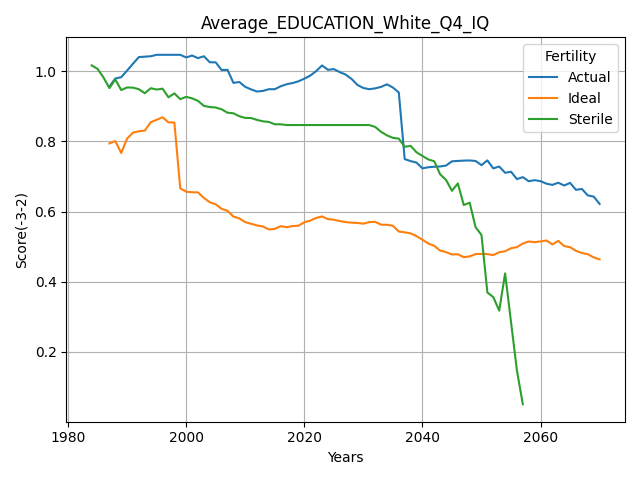 Average_EDUCATION_White_Q4_IQ
Fertility
Actual
Ideal
Sterile
Score(-3-2)
1.0
0.8
0.6
0.4
0.2
1980
2000
2020
2040
2060
Years